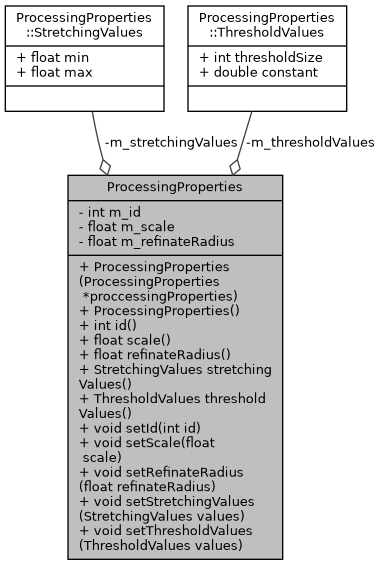 ProcessingProperties
::StretchingValues
+ float min
+ float max
ProcessingProperties
::ThresholdValues
+ int thresholdSize
+ double constant
-m_stretchingValues
-m_thresholdValues
ProcessingProperties
- int m_id
- float m_scale
- float m_refinateRadius
+ ProcessingProperties
(ProcessingProperties
*proccessingProperties)
+ ProcessingProperties()
+ int id()
+ float scale()
+ float refinateRadius()
+ StretchingValues stretching
Values()
+ ThresholdValues threshold
Values()
+ void setId(int id)
+ void setScale(float
scale)
+ void setRefinateRadius
(float refinateRadius)
+ void setStretchingValues
(StretchingValues values)
+ void setThresholdValues
(ThresholdValues values)